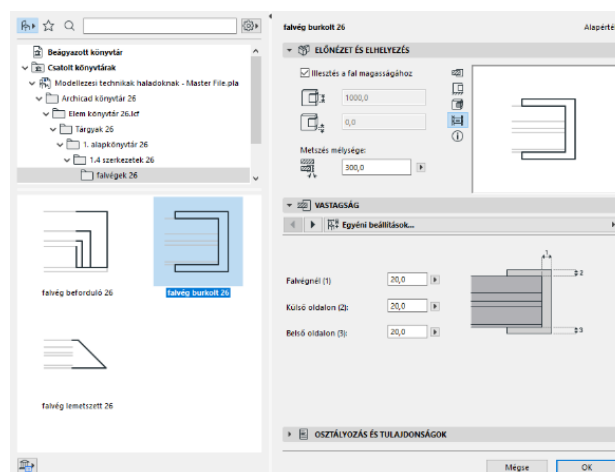 Beágyazott könyvtár
Csatolt könyvtárak
Modellezesi technikak haladoknak - Master File.pla
Archicad könyvtár 26
Elem könyvtár 26.lcf
Tárgyak 26
1. alapkönyvtár 26
1.4 szerkezetek 26
falvégek 26
falvég beforduló 26
falvég burkolt 26
falvég lemetszett 26
falvég burkolt 26
Alapérté
ELŐNÉZET ÉS ELHELYEZÉS
Illesztés a fal magasságához
1000,0
0,0
Metszés mélysége:
300,0
VASTAGSÁG
Egyéni beállítások...
Falvégnél (1)
20,0
Külső oldalon (2):
20,0
Belső oldalon (3):
20,0
1
2
3
OSZTÁLYOZÁS ÉS TULAJDONSÁGOK
Mégse
OK